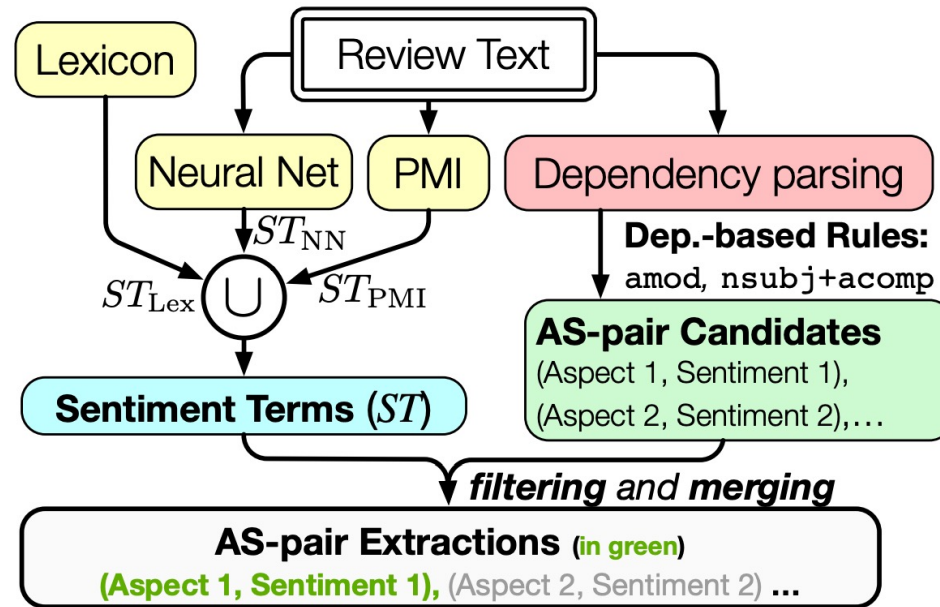 Review Text
Lexicon
Neural Net
PMI
Dependency parsing
ST_NN
Dep.-based Rules:
ST_Lex
∪
ST_PMI
amod, nsubj+acomp
AS-pair Candidates
(Aspect 1, Sentiment 1),
(Aspect 2, Sentiment 2),...
Sentiment Terms (ST)
filtering and merging
AS-pair Extractions (in green)
(Aspect 1, Sentiment 1), (Aspect 2, Sentiment 2) ...